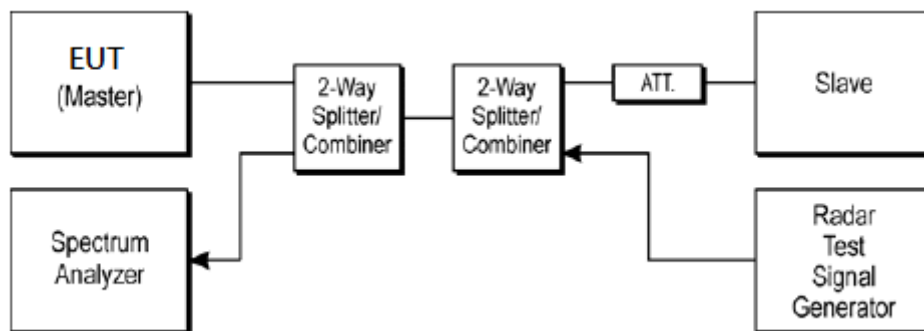 EUT
(Master)
2-Way
Splitter/
Combiner
2-Way
Splitter/
Combiner
ATT.
Slave
Spectrum
Analyzer
Radar
Test
Signal
Generator